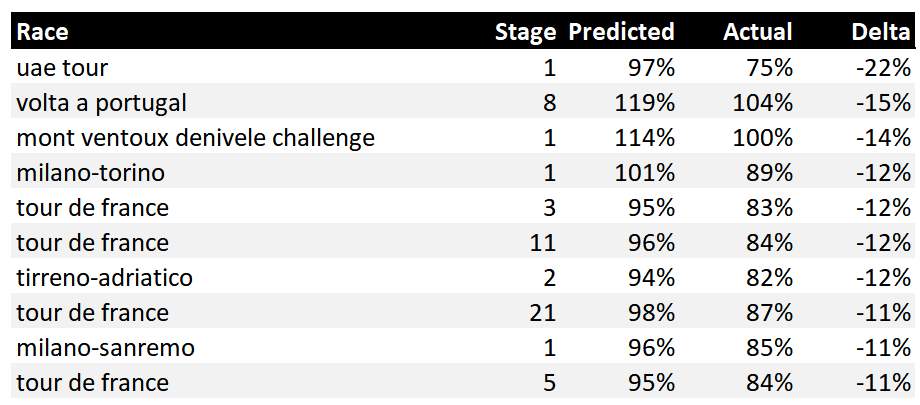 Race Stage Predicted Actual Delta
uae tour 1 97% 75% -22%
volta a portugal 8 119% 104% -15%
mont ventoux denivele challenge 1 114% 100% -14%
milano-torino 1 101% 89% -12%
tour de france 3 95% 83% -12%
tour de france 11 96% 84% -12%
tirreno-adriatico 2 94% 82% -12%
tour de france 21 98% 87% -11%
milano-sanremo 1 96% 85% -11%
tour de france 5 95% 84% -11%